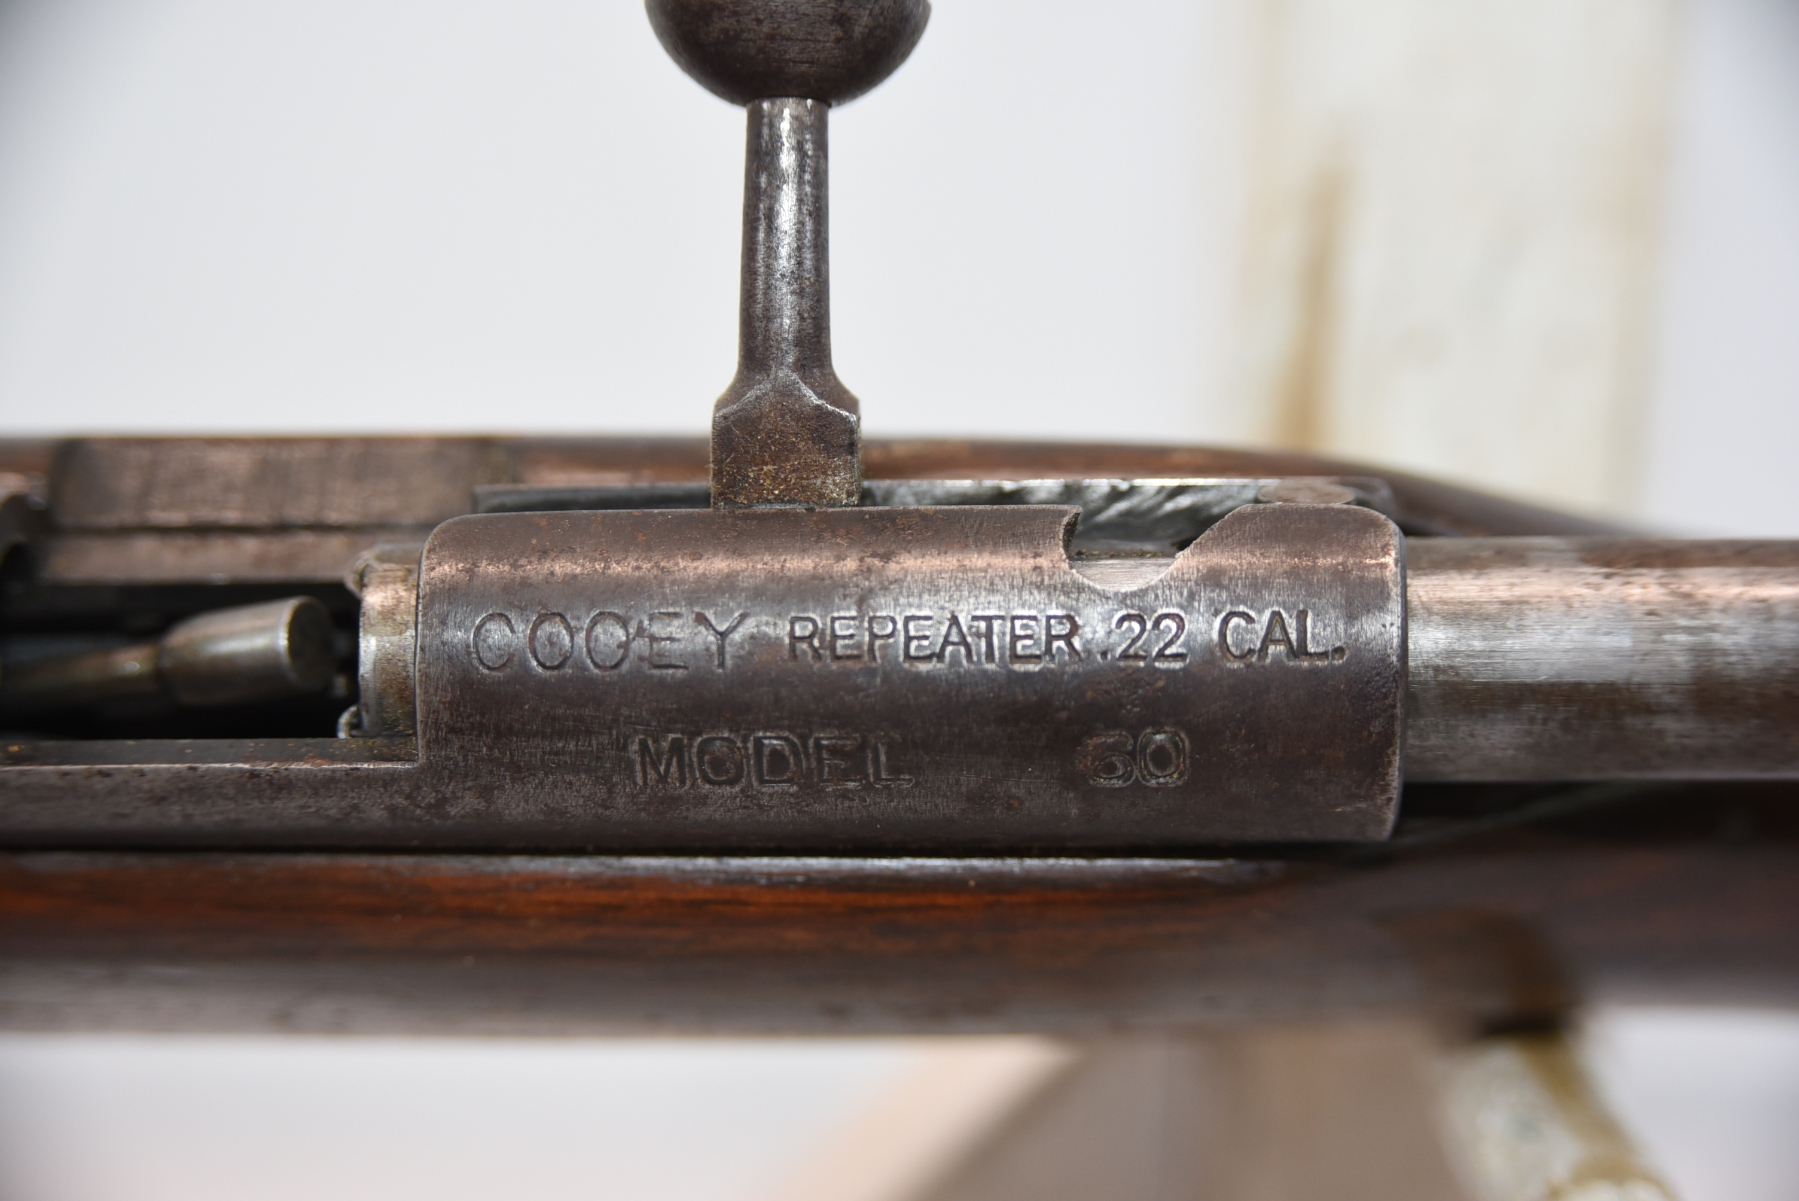 COOEY REPEATER .22 CAL.
MODEL 60